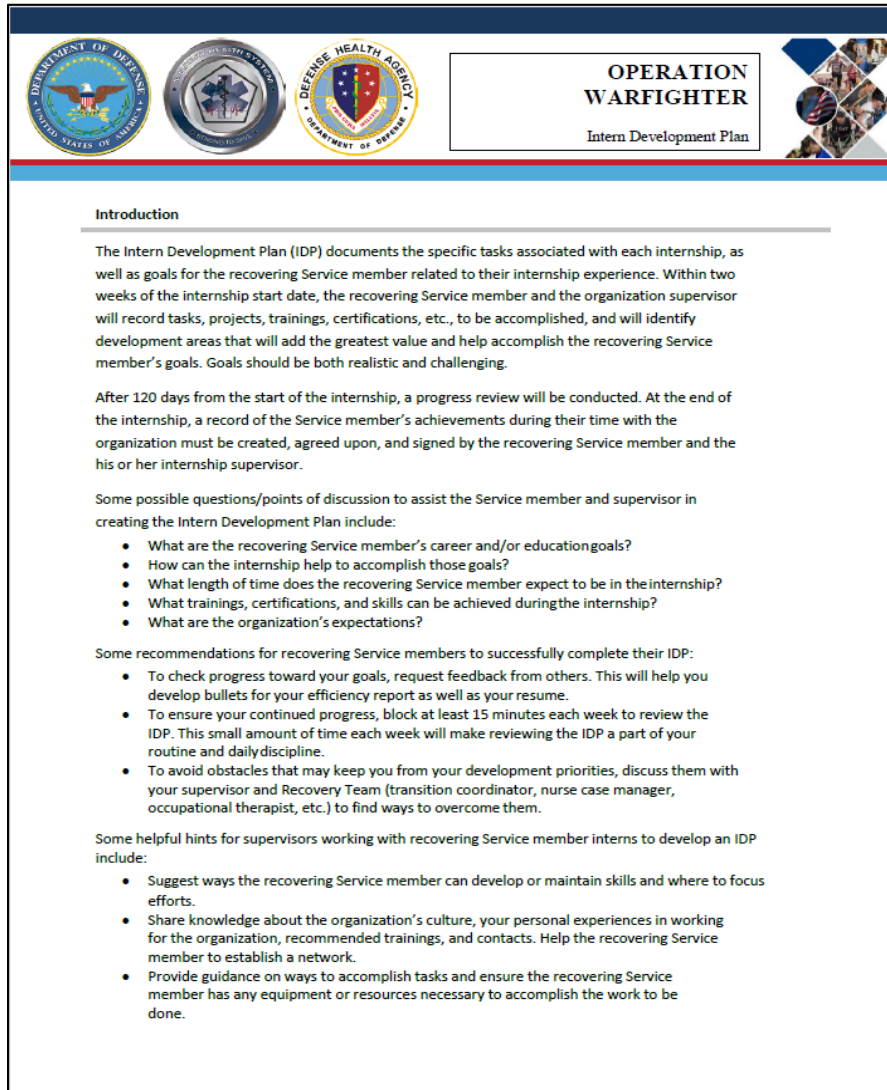 DEPARTMENT OF DEFENSE
UNITED STATES OF AMERICA
DEFENSE HEALTH AGENCY
DEPARTMENT OF DEFENSE
OPERATION
WARFIGHTER
Intern Development Plan
Introduction
The Intern Development Plan (IDP) documents the specific tasks associated with each internship, as
well as goals for the recovering Service member related to their internship experience. Within two
weeks of the internship start date, the recovering Service member and the organization supervisor
will record tasks, projects, trainings, certifications, etc., to be accomplished, and will identify
development areas that will add the greatest value and help accomplish the recovering Service
member's goals. Goals should be both realistic and challenging.
After 120 days from the start of the internship, a progress review will be conducted. At the end of
the internship, a record of the Service member's achievements during their time with the
organization must be created, agreed upon, and signed by the recovering Service member and the
his or her internship supervisor.
Some possible questions/points of discussion to assist the Service member and supervisor in
creating the Intern Development Plan include:
• What are the recovering Service member's career and/or educationgoals?
• How can the internship help to accomplish those goals?
• What length of time does the recovering Service member expect to be in theinternship?
• What trainings, certifications, and skills can be achieved duringthe internship?
• What are the organization's expectations?
Some recommendations for recovering Service members to successfully complete their IDP:
• To check progress toward your goals, request feedback from others. This will help you
develop bullets for your efficiency report as well as your resume.
• To ensure your continued progress, block at least 15 minutes each week to review the
IDP. This small amount of time each week will make reviewing the IDP a part of your
routine and dailydiscipline.
• To avoid obstacles that may keep you from your development priorities, discuss them with
your supervisor and Recovery Team (transition coordinator, nurse case manager,
occupational therapist, etc.) to find ways to overcome them.
Some helpful hints for supervisors working with recovering Service member interns to develop an IDP
include:
• Suggest ways the recovering Service member can develop or maintain skills and where to focus
efforts.
• Share knowledge about the organization's culture, your personal experiences in working
for the organization, recommended trainings, and contacts. Help the recovering Service
member to establish a network.
• Provide guidance on ways to accomplish tasks and ensure the recovering Service
member has any equipment or resources necessary to accomplish the work to be
done.